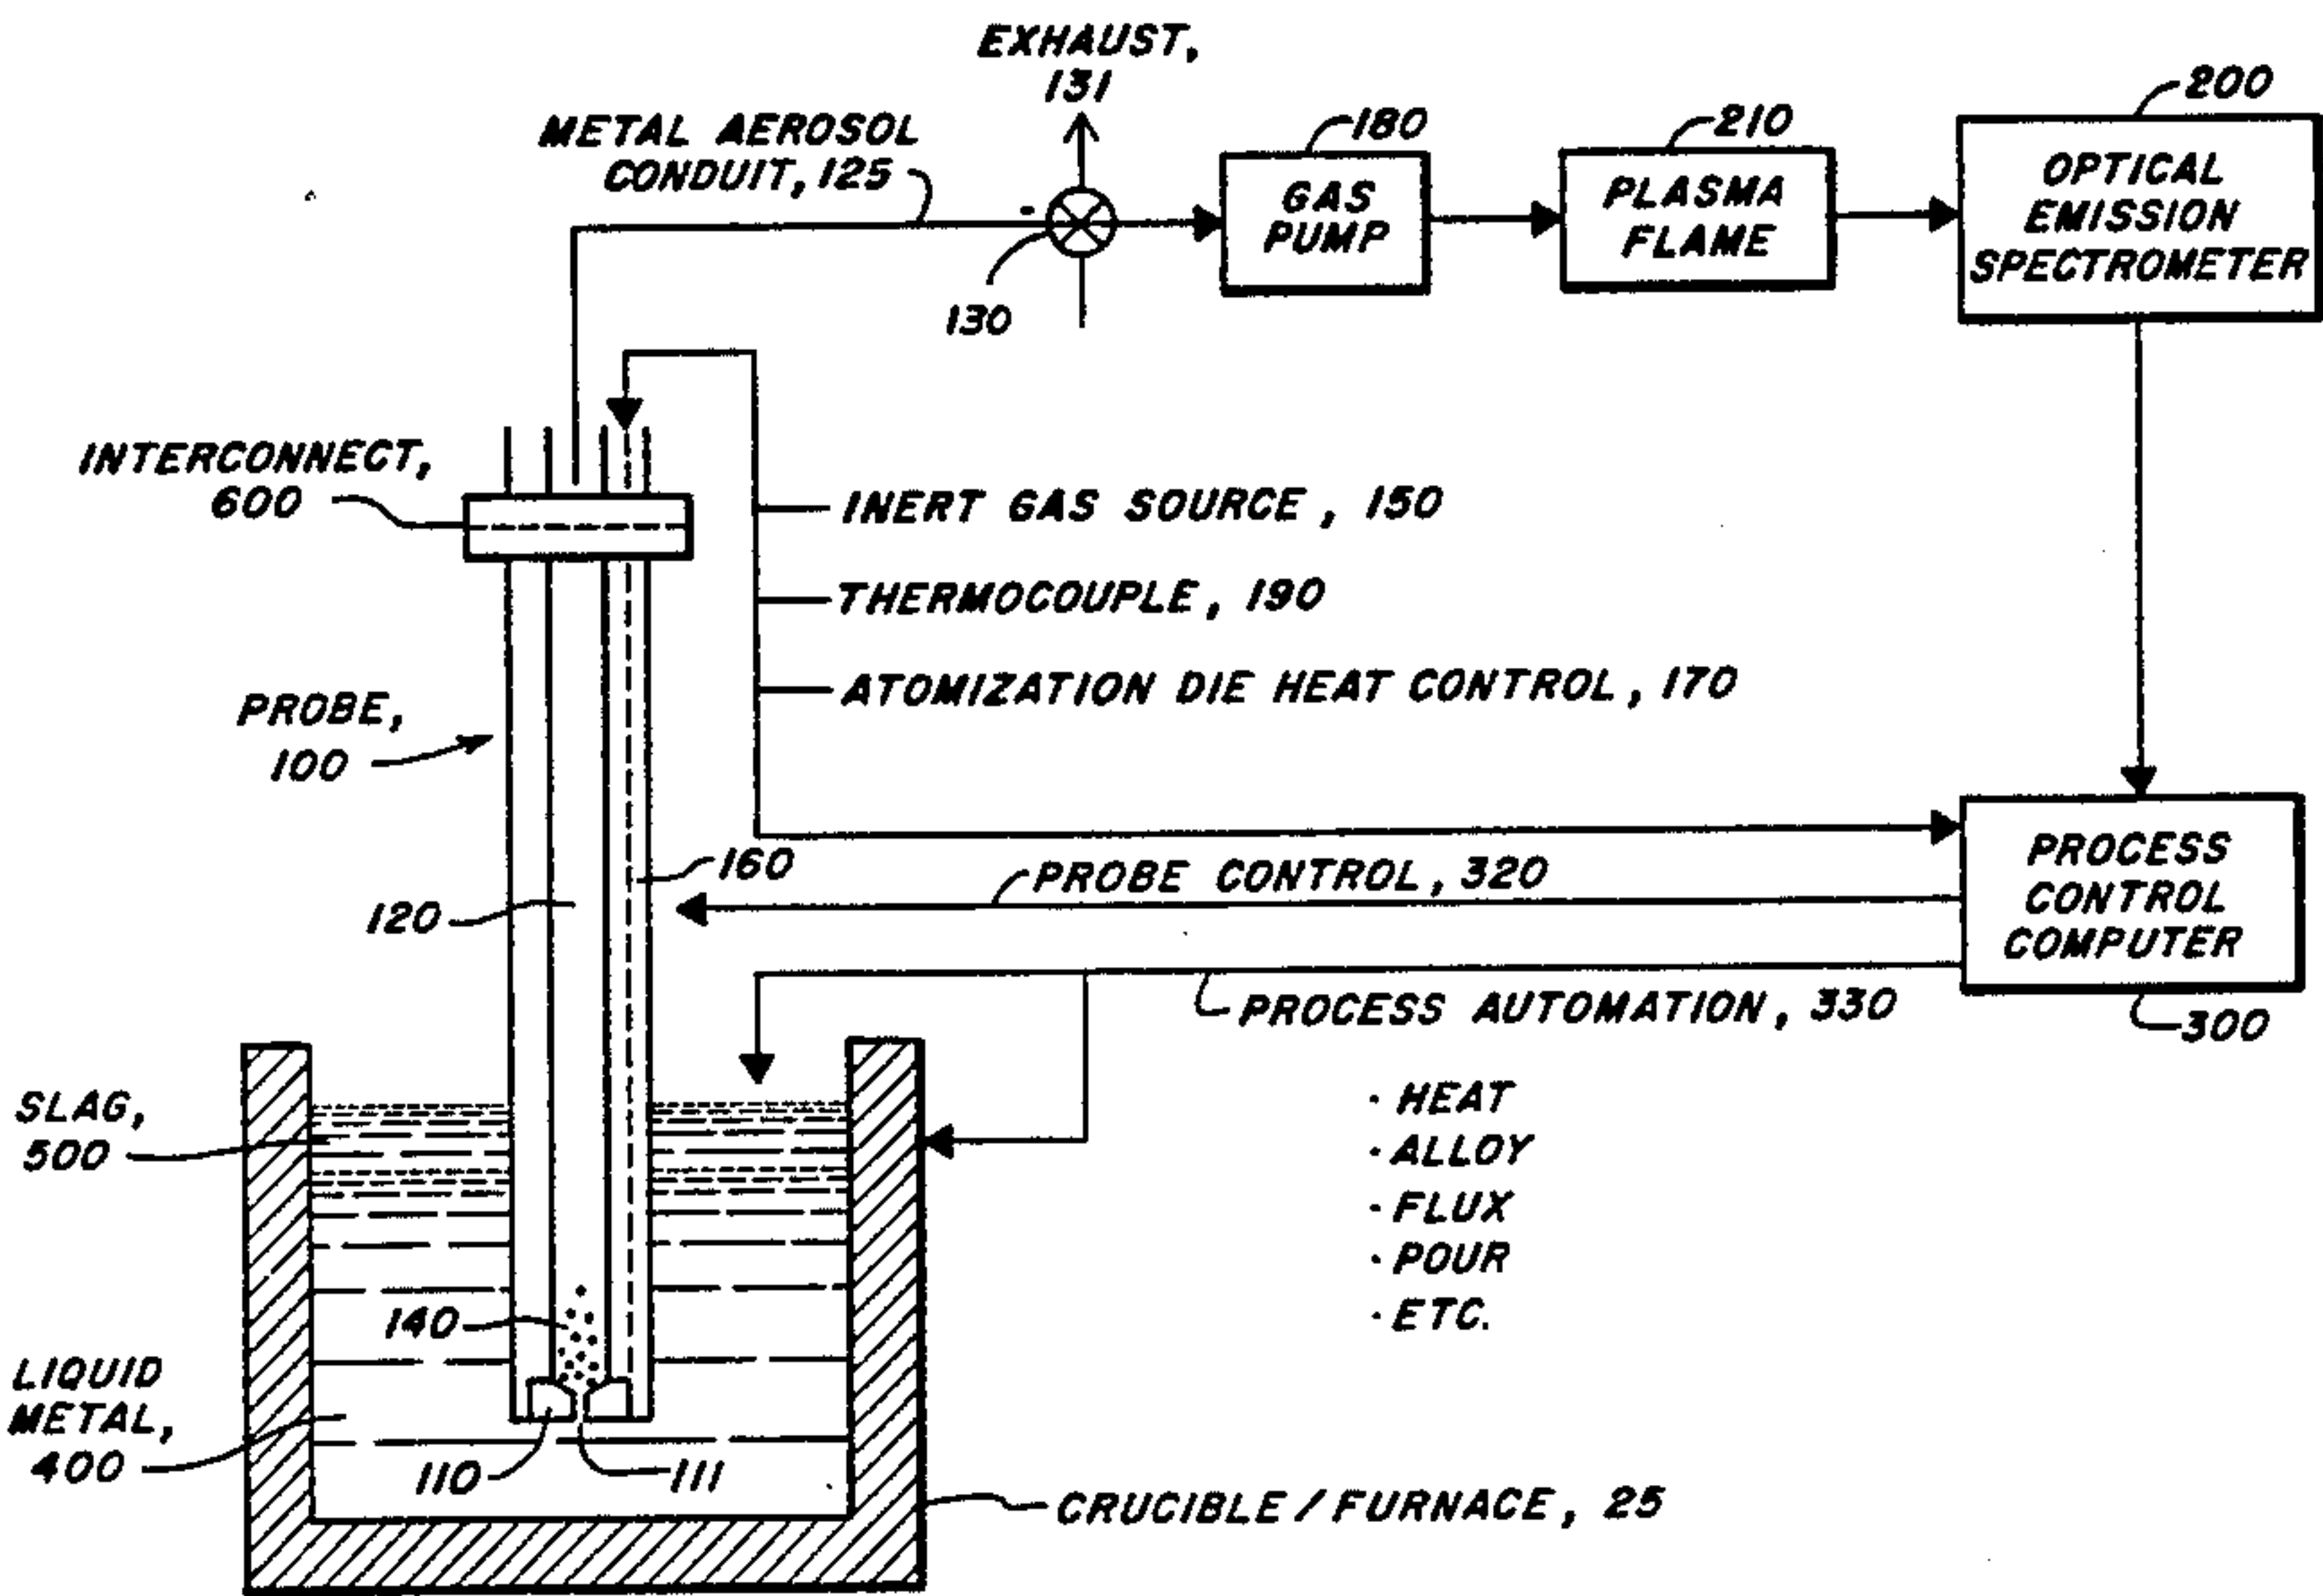 EXHAUST,
131
METAL AEROSOL
CONDUIT, 125
130
180
GAS
PUMP
210
PLASMA
FLAME
200
OPTICAL
EMISSION
SPECTROMETER
INTERCONNECT,
600
INERT GAS SOURCE, 150
THERMOCOUPLE, 190
ATOMIZATION DIE HEAT CONTROL, 170
PROBE,
100
160
120
PROBE CONTROL, 320
PROCESS
CONTROL
COMPUTER
300
PROCESS AUTOMATION, 330
· HEAT
· ALLOY
· FLUX
· POUR
· ETC.
SLAG,
500
140
LIQUID
METAL,
400
110
111
CRUCIBLE / FURNACE, 25